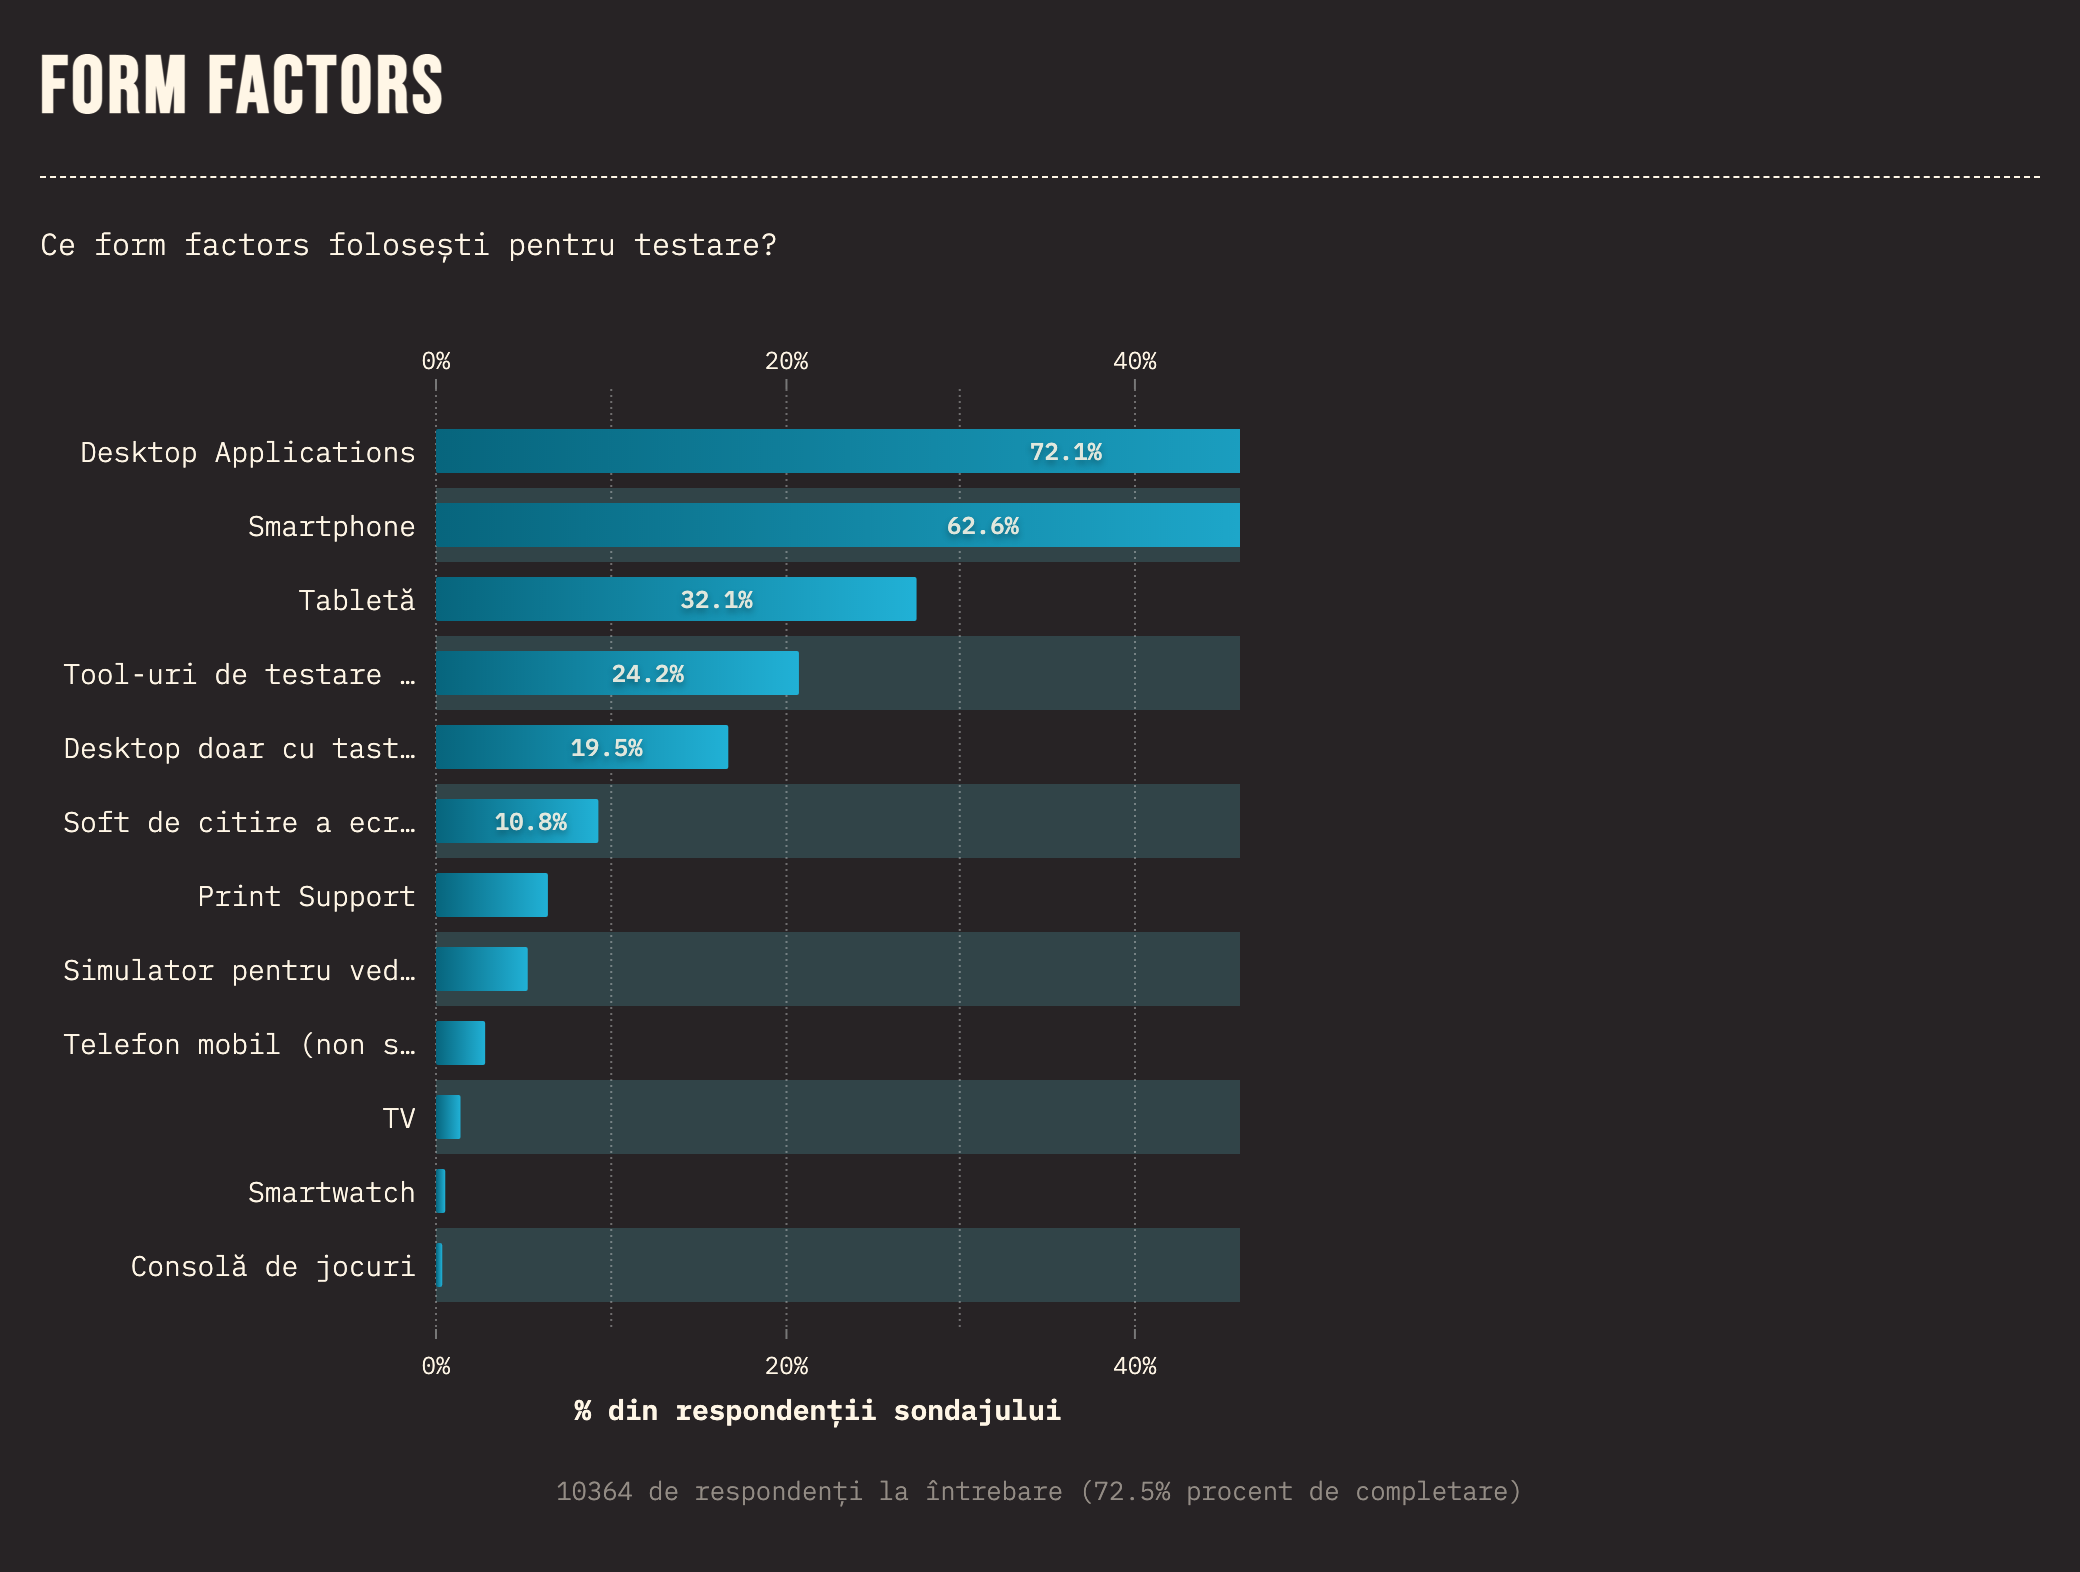 FORM FACTORS
Ce form factors folosești pentru testare?
0% 20% 40%
Desktop Applications 72.1%
Smartphone 62.6%
Tabletă 32.1%
Tool-uri de testare … 24.2%
Desktop doar cu tast… 19.5%
Soft de citire a ecr… 10.8%
Print Support
Simulator pentru ved…
Telefon mobil (non s…
TV
Smartwatch
Consolă de jocuri
0% 20% 40%
% din respondenții sondajului
10364 de respondenți la întrebare (72.5% procent de completare)